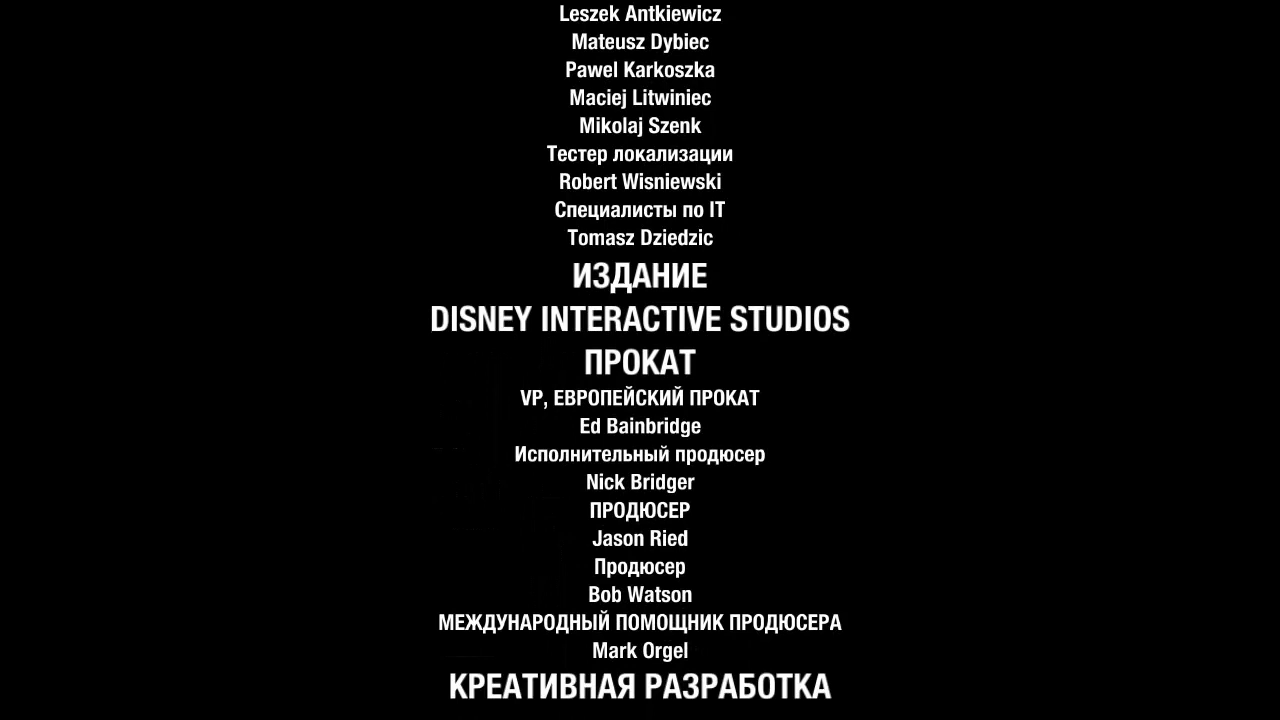 Leszek Antkiewicz
Mateusz Dybiec
Pawel Karkoszka
Maciej Litwiniec
Mikolaj Szenk
Тестер локализации
Robert Wisniewski
Специалисты по IT
Tomasz Dziedzic
ИЗДАНИЕ
DISNEY INTERACTIVE STUDIOS
ПРОКАТ
VP, ЕВРОПЕЙСКИЙ ПРОКАТ
Ed Bainbridge
Исполнительный продюсер
Nick Bridger
ПРОДЮСЕР
Jason Ried
Продюсер
Bob Watson
МЕЖДУНАРОДНЫЙ ПОМОЩНИК ПРОДЮСЕРА
Mark Orgel
КРЕАТИВНАЯ РАЗРАБОТКА